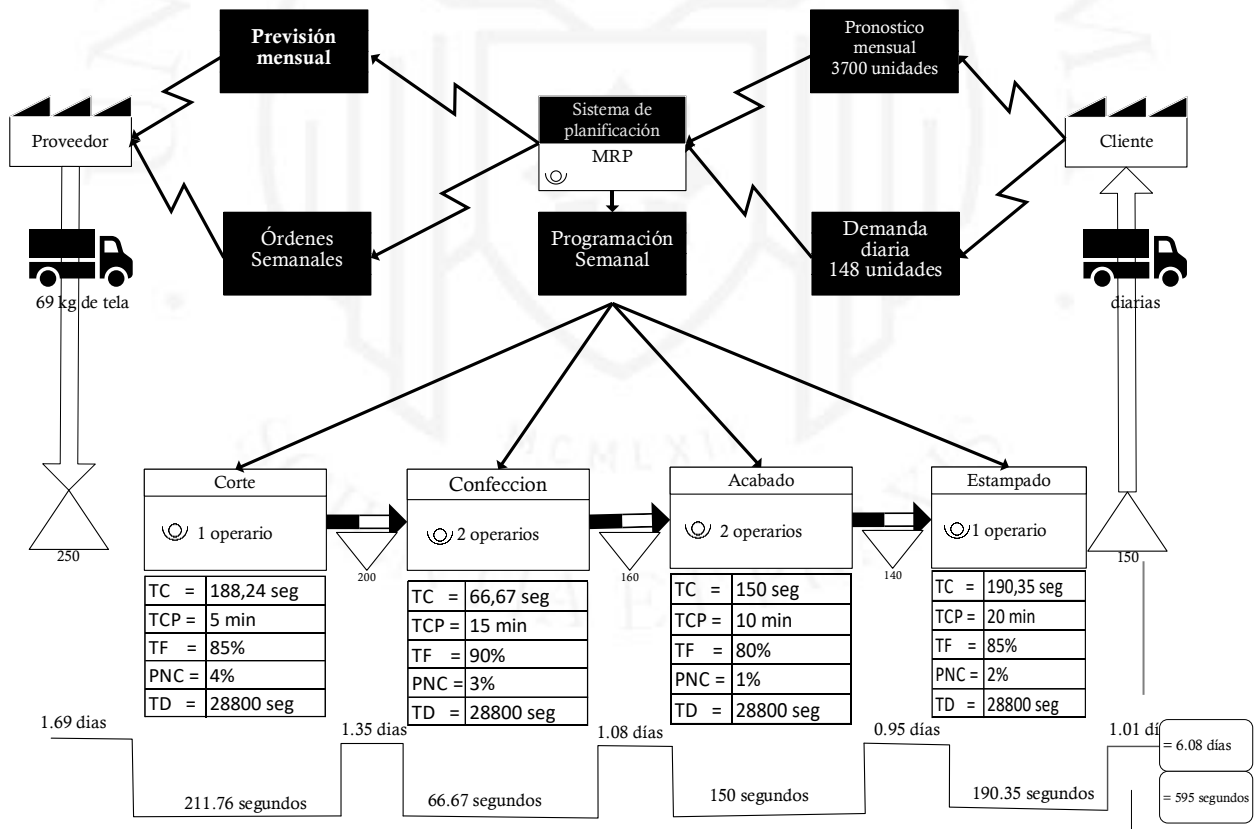 Previsión
mensual
Pronostico
mensual
3700 unidades
Proveedor
Sistema de
planificación
MRP
Cliente
Órdenes
Semanales
Programación
Semanal
Demanda
diaria
148 unidades
69 kg de tela
diarias
Corte
1 operario
Confeccion
2 operarios
Acabado
2 operarios
Estampado
1 operario
250
200
160
140
150
TC = 188,24 seg
TCP = 5 min
TF = 85%
PNC = 4%
TD = 28800 seg
TC = 66,67 seg
TCP = 15 min
TF = 90%
PNC = 3%
TD = 28800 seg
TC = 150 seg
TCP = 10 min
TF = 80%
PNC = 1%
TD = 28800 seg
TC = 190,35 seg
TCP = 20 min
TF = 85%
PNC = 2%
TD = 28800 seg
1.69 dias
1.35 dias
1.08 días
0.95 días
1.01 dí
= 6.08 días
211.76 segundos
66.67 segundos
150 segundos
190.35 segundos
= 595 segundos